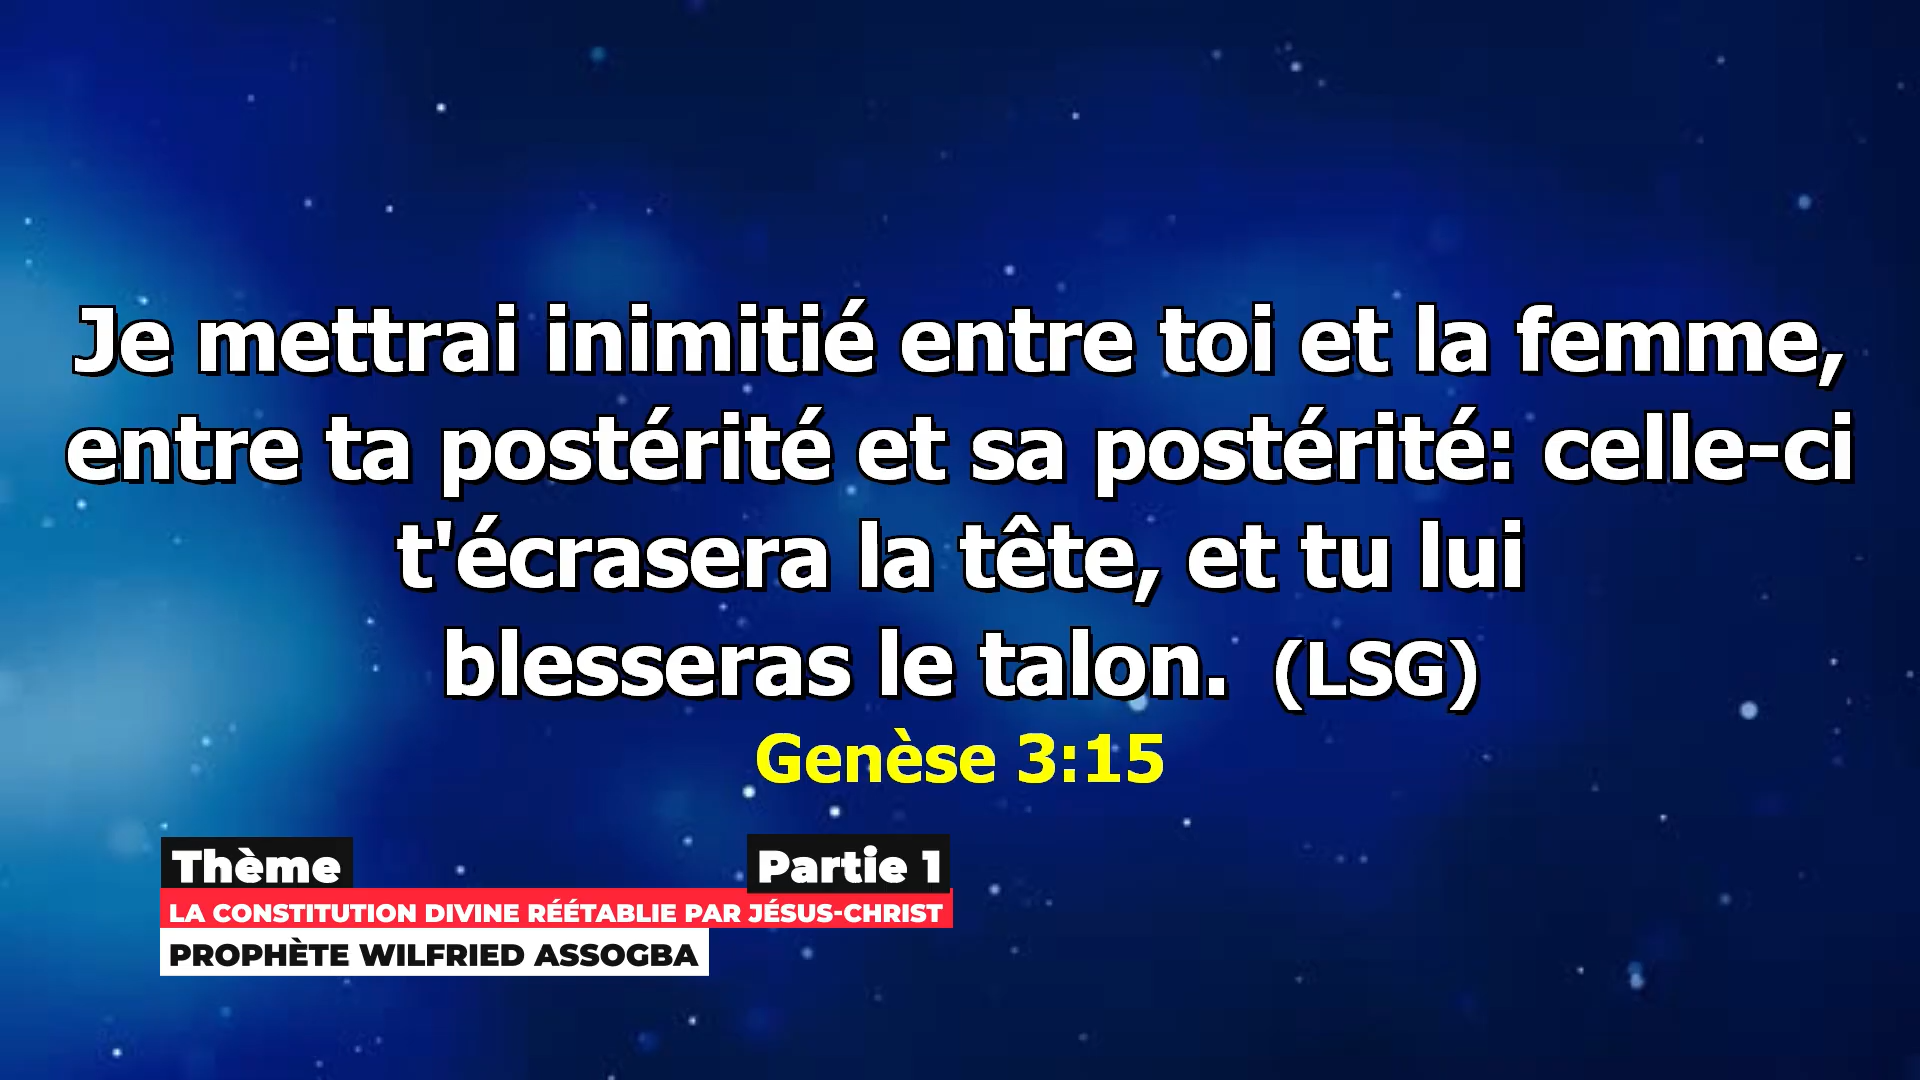 Je mettrai inimitié entre toi et la femme,
entre ta postérité et sa postérité: celle-ci
t'écrasera la tête, et tu lui
blesseras le talon. (LSG)
Genèse 3:15
Thème
Partie 1
LA CONSTITUTION DIVINE RÉÉTABLIE PAR JÉSUS-CHRIST
PROPHÈTE WILFRIED ASSOGBA